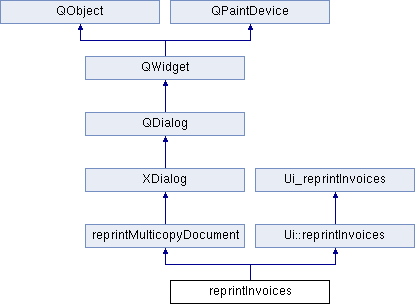 QObject
QPaintDevice
QWidget
QDialog
XDialog
Ui_reprintInvoices
reprintMulticopyDocument
Ui::reprintInvoices
reprintInvoices